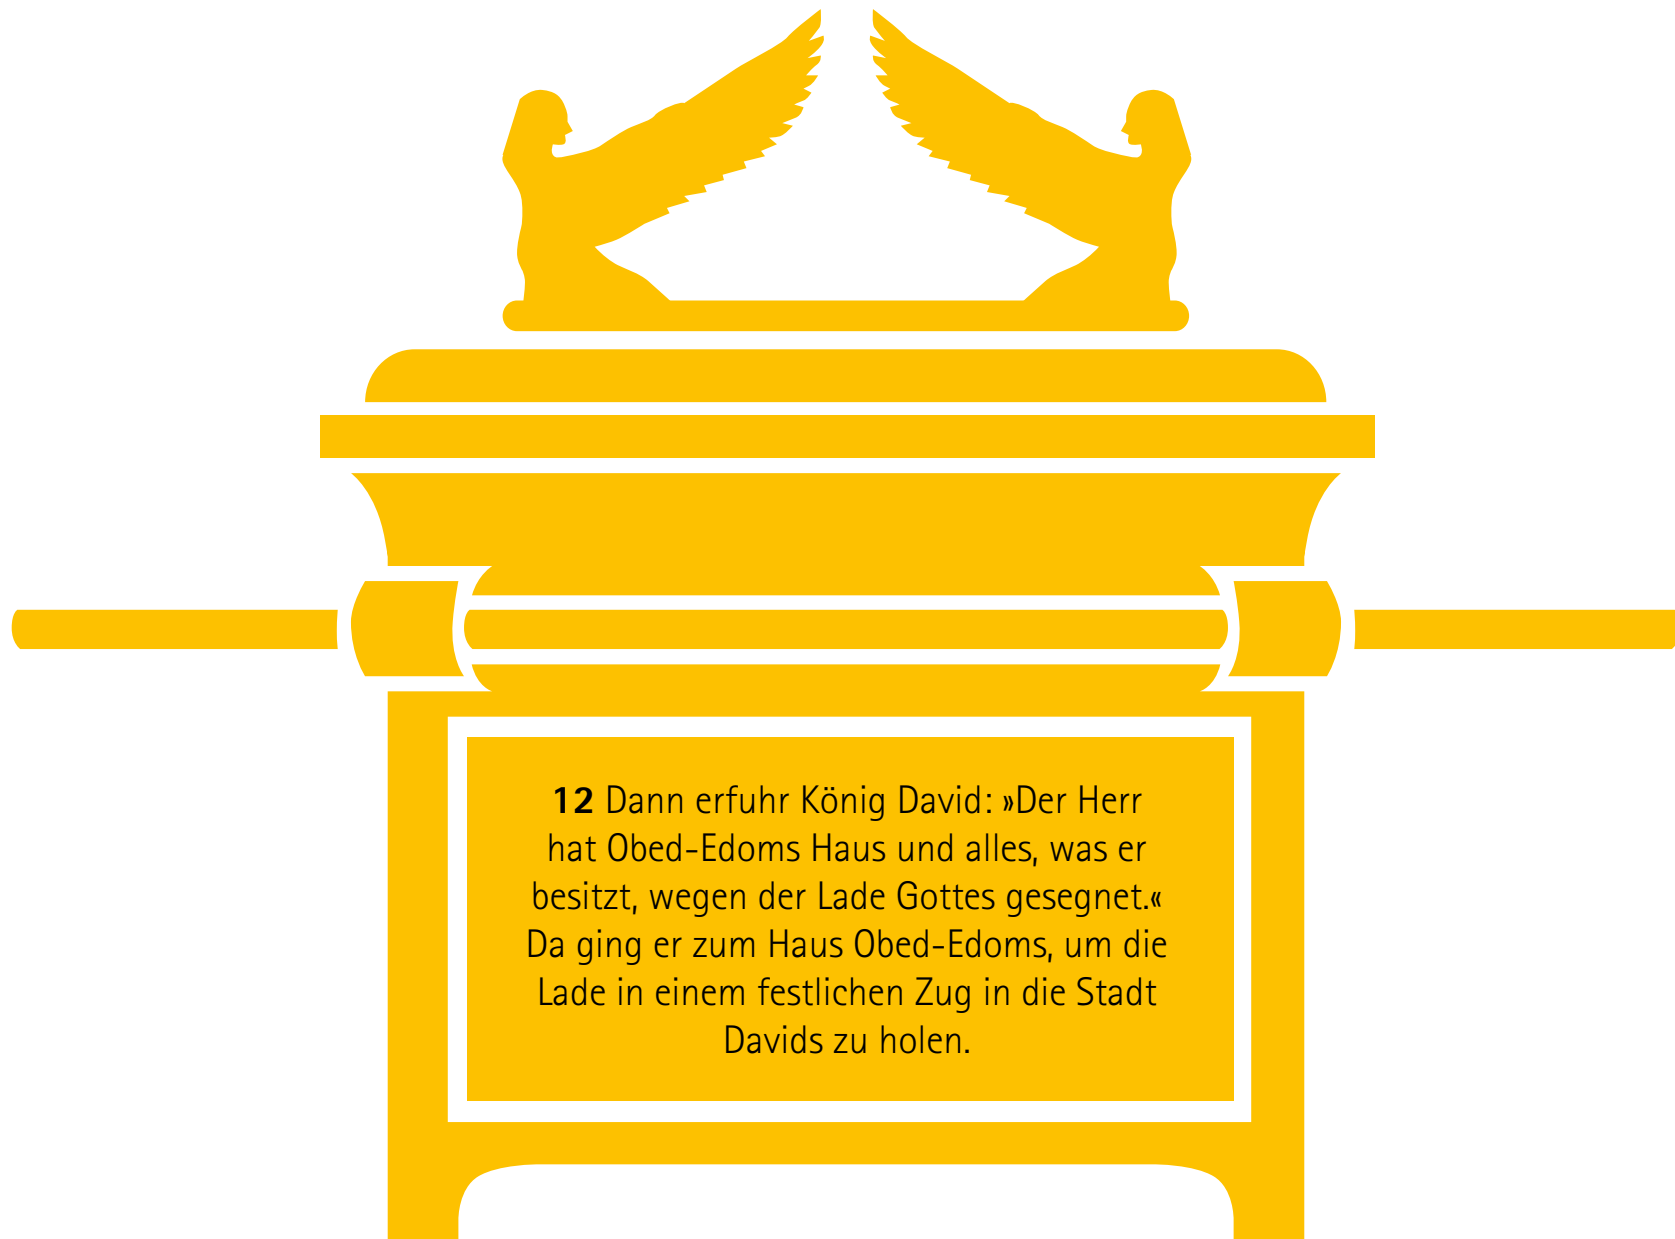 12 Dann erfuhr König David: »Der Herr
hat Obed-Edoms Haus und alles, was er
besitzt, wegen der Lade Gottes gesegnet.«
Da ging er zum Haus Obed-Edoms, um die
Lade in einem festlichen Zug in die Stadt
Davids zu holen.